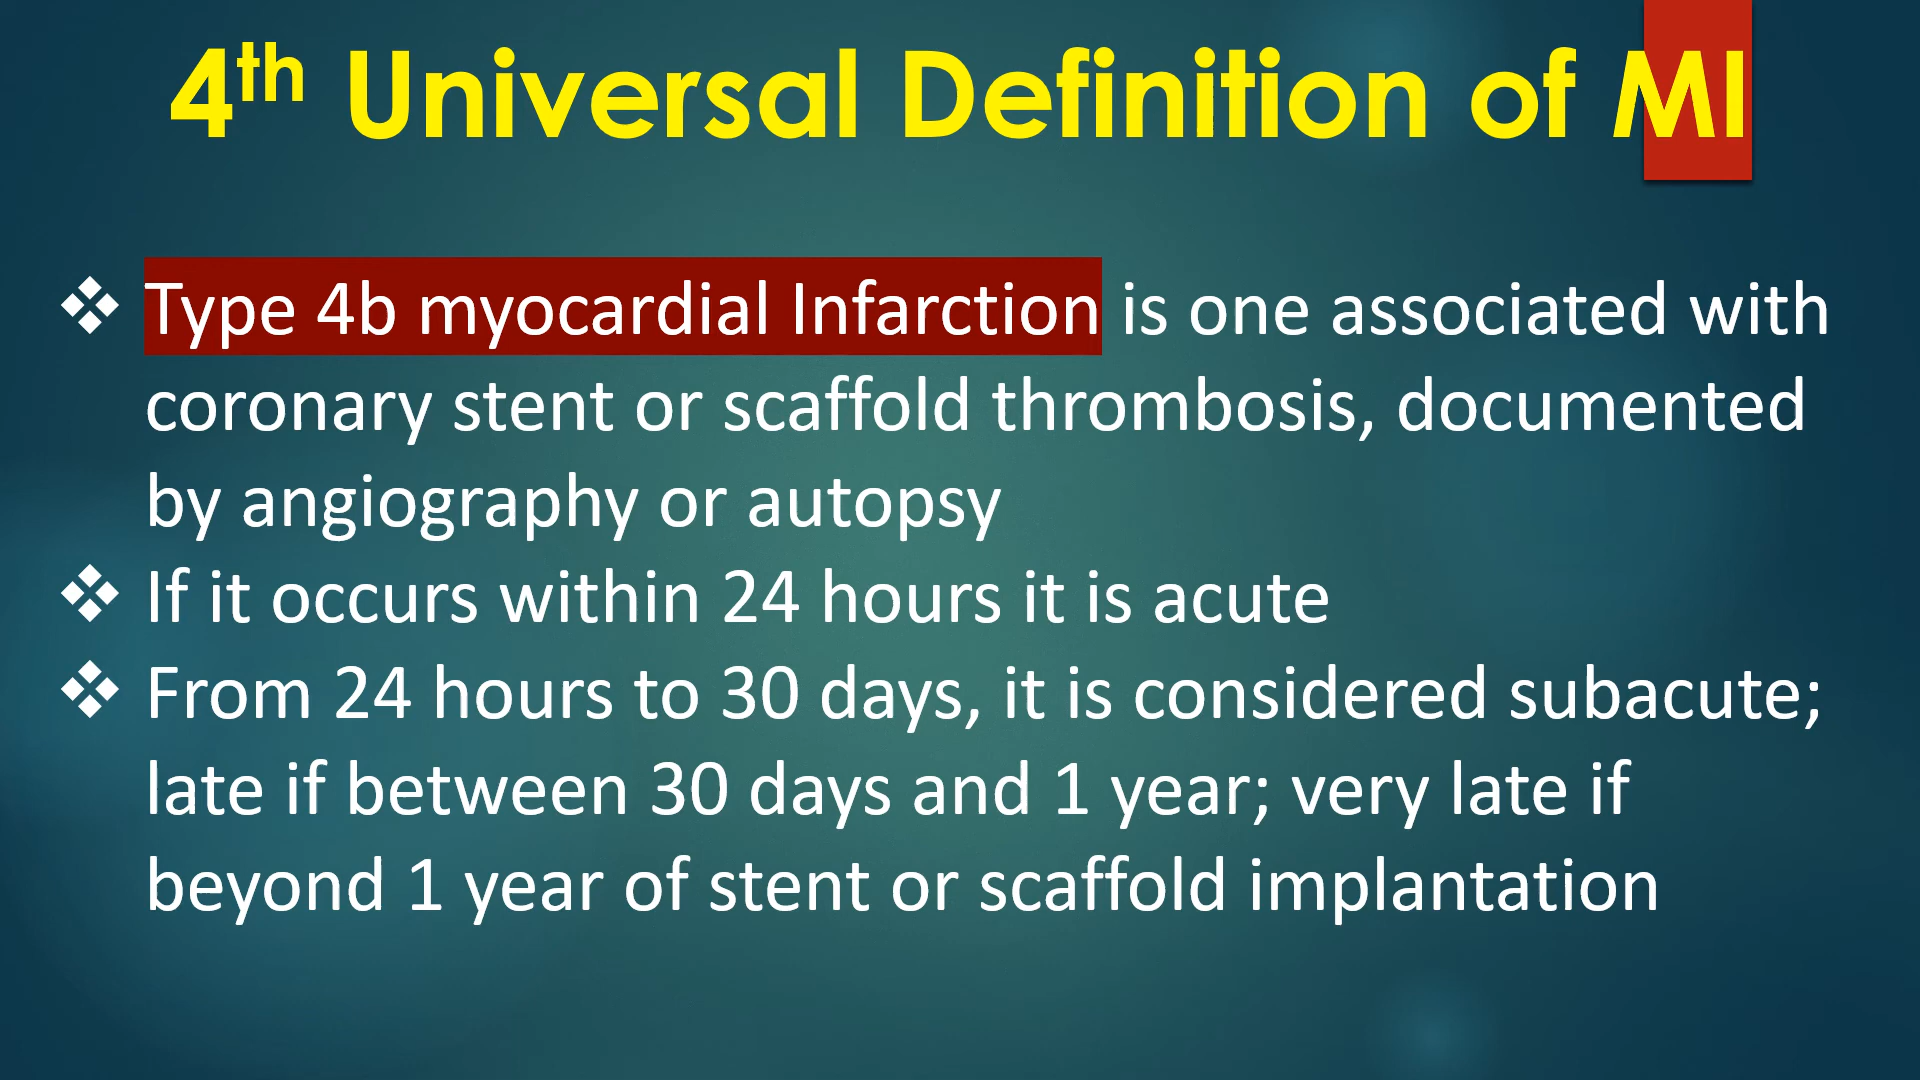 4th Universal Definition of MI
❖ Type 4b myocardial Infarction is one associated with
coronary stent or scaffold thrombosis, documented
by angiography or autopsy
❖ If it occurs within 24 hours it is acute
❖ From 24 hours to 30 days, it is considered subacute;
late if between 30 days and 1 year; very late if
beyond 1 year of stent or scaffold implantation